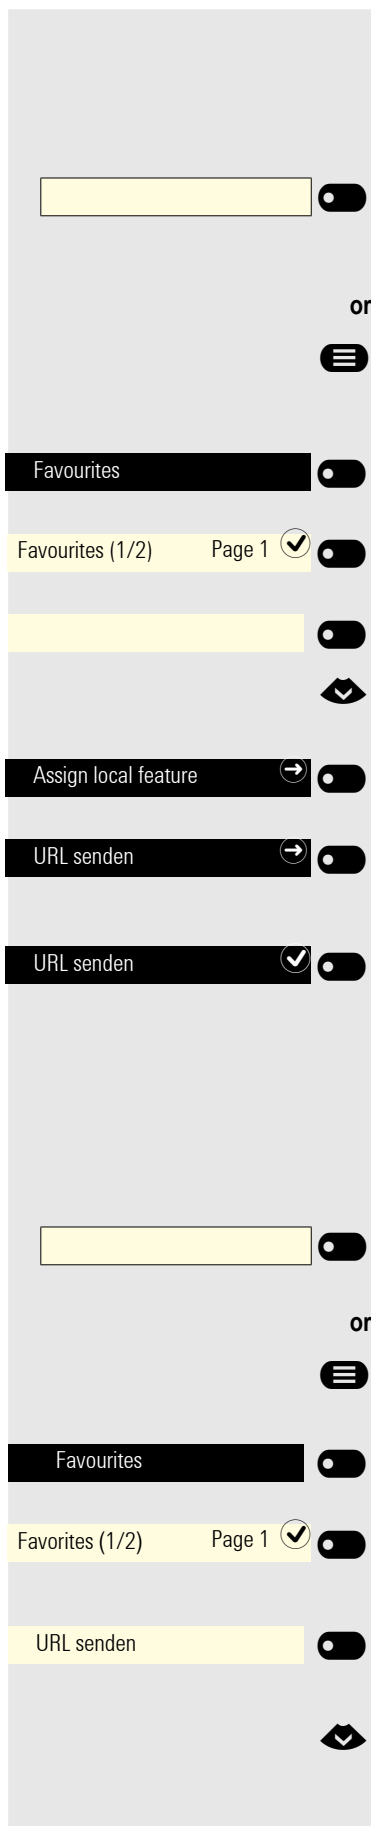 or
Favourites
Favourites (1/2) Page 1
Assign local feature
URL senden
URL senden
or
Favourites
Favorites (1/2) Page 1
URL senden